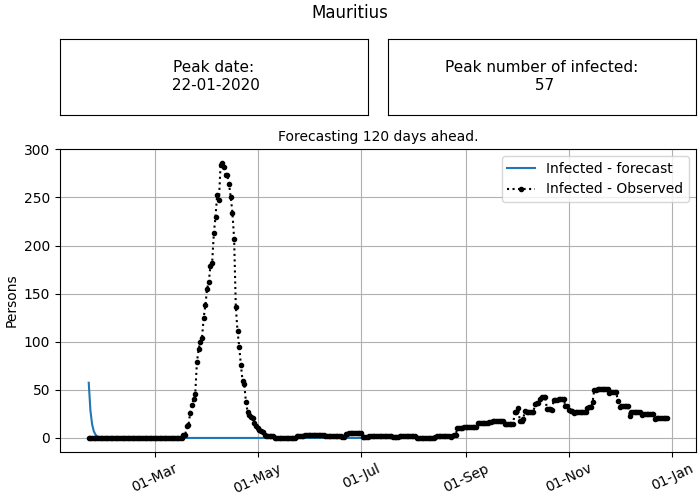 Mauritius
Peak date:
22-01-2020
Peak number of infected:
57
Forecasting 120 days ahead.
Infected - forecast
Infected - Observed
Persons
300
250
200
150
100
50
0
01-Mar
01-May
01-Jul
01-Sep
01-Nov
01-Jan